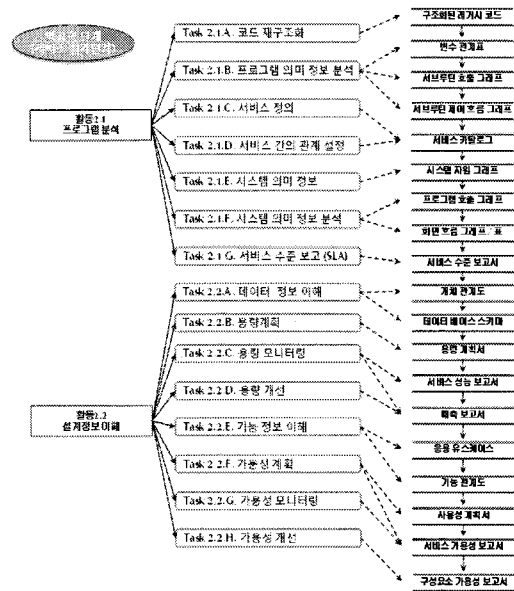 활동2.1
프로그램 분석
Task 2.1.A. 코드 재구조화
Task 2.1.B. 프로그램 의미 정보 분석
Task 2.1.C. 서비스 정의
Task 2.1.D. 서비스 간의 관계 설정
Task 2.1.E. 시스템 의미 정보
Task 2.1.F. 시스템 의미 정보 분석
Task 2.1.G. 서비스 수준 보고 (SLA)
활동2.2
설계정보이해
Task 2.2.A. 데이터 정보 이해
Task 2.2.B. 용량계획
Task 2.2.C. 용량 모니터링
Task 2.2.D. 용량 개선
Task 2.2.E. 기능 정보 이해
Task 2.2.F. 가용성 계획
Task 2.2.G. 가용성 모니터링
Task 2.2.H. 가용성 개선
구조화된 레거시 코드
변수 관계표
서브루틴 호출 그래프
서브루틴 제어 흐름 그래프
서비스 카탈로그
시스템 자원 그래프
프로그램 호출 그래프
화면 흐름 그래프/표
서비스 수준 보고서
개체 관계도
데이터 베이스 스키마
용량 계획서
서비스 성능 보고서
예측 보고서
응용 유스케이스
기능 관계도
사용성 계획서
서비스 가용성 보고서
구성요소 가용성 보고서